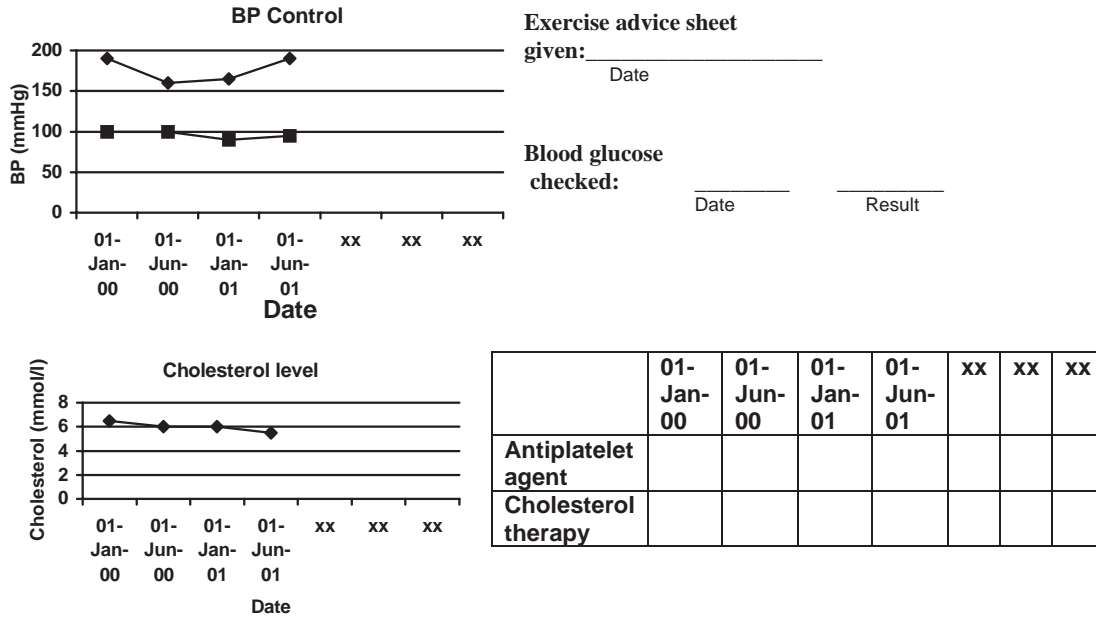 BP Control
200
150
100
50
0
BP (mmHg)
01- 01- 01- 01- xx xx xx
Jan- Jun- Jan- Jun-
00 00 01 01
Date
Exercise advice sheet
given:___________________
Date
Blood glucose
checked: ________ _________
Date Result
Cholesterol level
8
6
4
2
0
Cholesterol (mmol/l)
01- 01- 01- 01- xx xx xx
Jan- Jun- Jan- Jun-
00 00 01 01
Date
01- 01- 01- 01- xx xx xx
Jan- Jun- Jan- Jun-
00 00 01 01
Antiplatelet
agent
Cholesterol
therapy